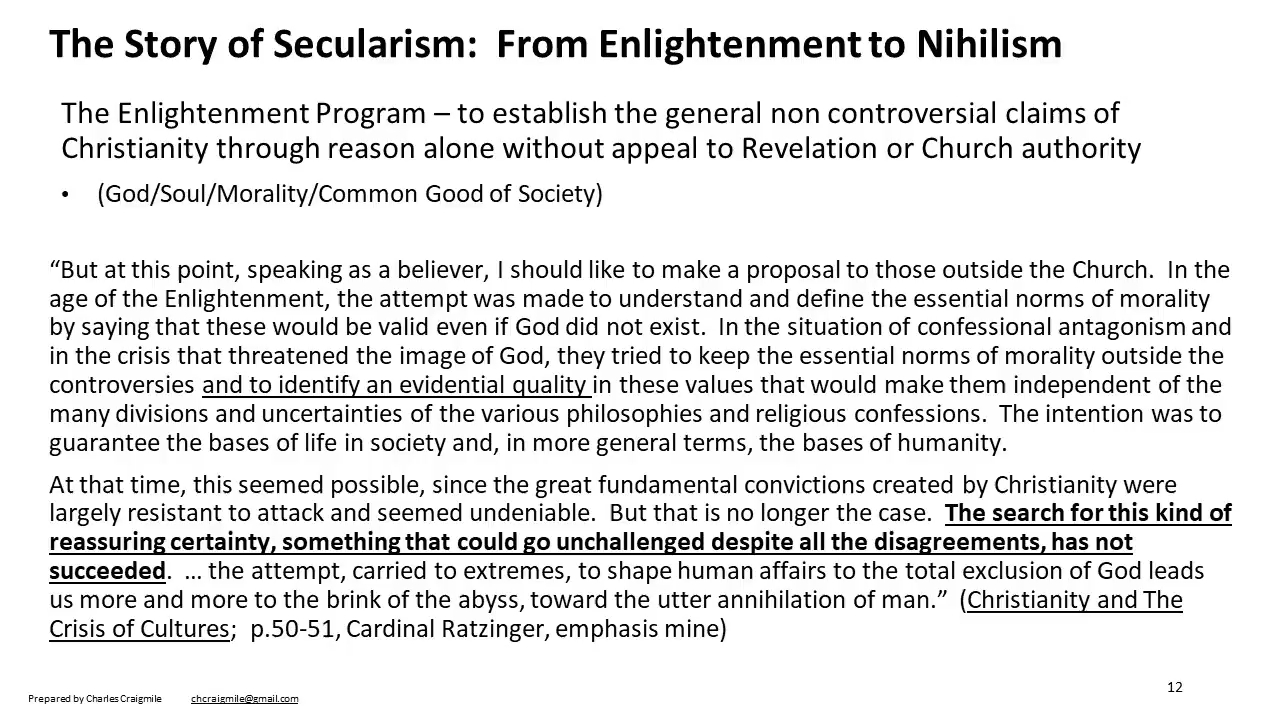 The Story of Secularism:  From Enlightenment to Nihilism
The Enlightenment Program – to establish the general non controversial claims of
Christianity through reason alone without appeal to Revelation or Church authority
• (God/Soul/Morality/Common Good of Society)
“But at this point, speaking as a believer, I should like to make a proposal to those outside the Church.  In the
age of the Enlightenment, the attempt was made to understand and define the essential norms of morality
by saying that these would be valid even if God did not exist.  In the situation of confessional antagonism and
in the crisis that threatened the image of God, they tried to keep the essential norms of morality outside the
controversies and to identify an evidential quality in these values that would make them independent of the
many divisions and uncertainties of the various philosophies and religious confessions.  The intention was to
guarantee the bases of life in society and, in more general terms, the bases of humanity.
At that time, this seemed possible, since the great fundamental convictions created by Christianity were
largely resistant to attack and seemed undeniable.  But that is no longer the case.  The search for this kind of
reassuring certainty, something that could go unchallenged despite all the disagreements, has not
succeeded.  … the attempt, carried to extremes, to shape human affairs to the total exclusion of God leads
us more and more to the brink of the abyss, toward the utter annihilation of man.”  (Christianity and The
Crisis of Cultures;  p.50-51, Cardinal Ratzinger, emphasis mine)
Prepared by Charles Craigmile chcraigmile@gmail.com
12